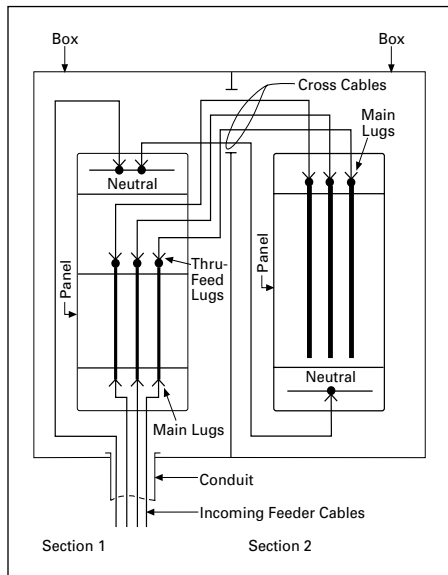 Box
Box
Cross Cables
Main
Lugs
Neutral
Thru-
Feed
Lugs
Panel
Panel
Neutral
Main Lugs
Conduit
Incoming Feeder Cables
Section 1
Section 2